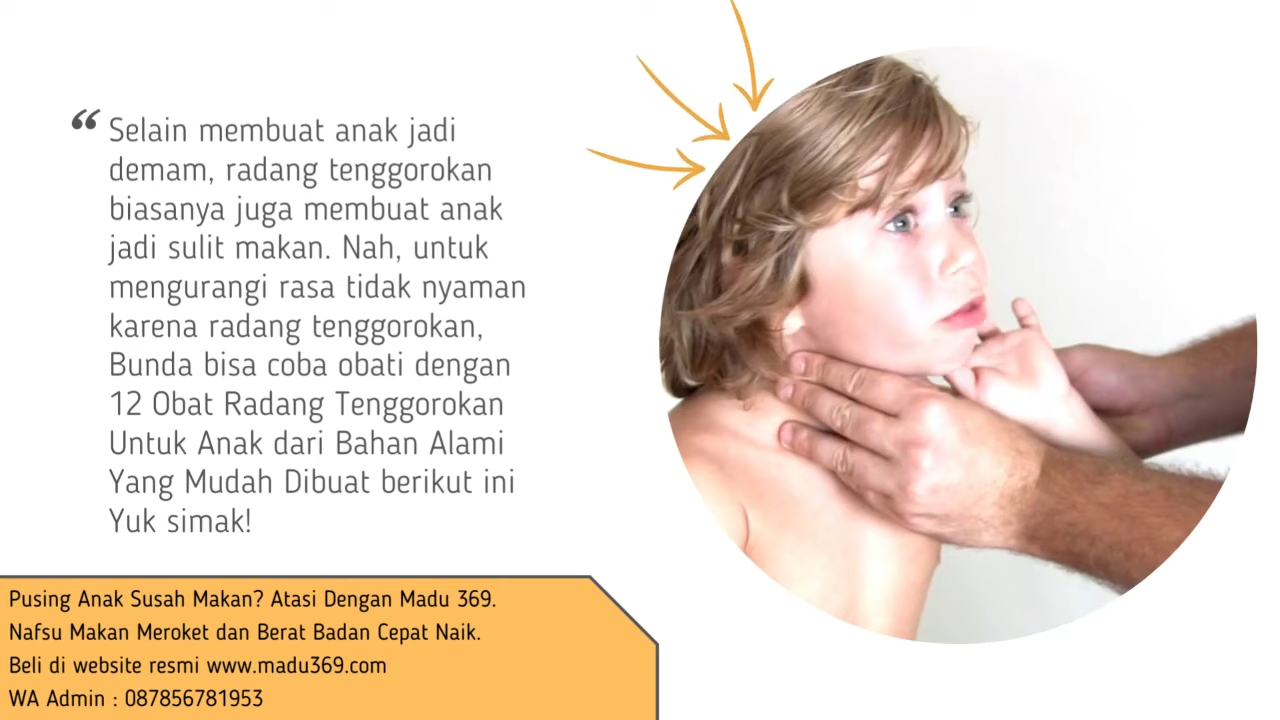 “ Selain membuat anak jadi
demam, radang tenggorokan
biasanya juga membuat anak
jadi sulit makan. Nah, untuk
mengurangi rasa tidak nyaman
karena radang tenggorokan,
Bunda bisa coba obati dengan
12 Obat Radang Tenggorokan
Untuk Anak dari Bahan Alami
Yang Mudah Dibuat berikut ini
Yuk simak!
Pusing Anak Susah Makan? Atasi Dengan Madu 369.
Nafsu Makan Meroket dan Berat Badan Cepat Naik.
Beli di website resmi www.madu369.com
WA Admin : 087856781953